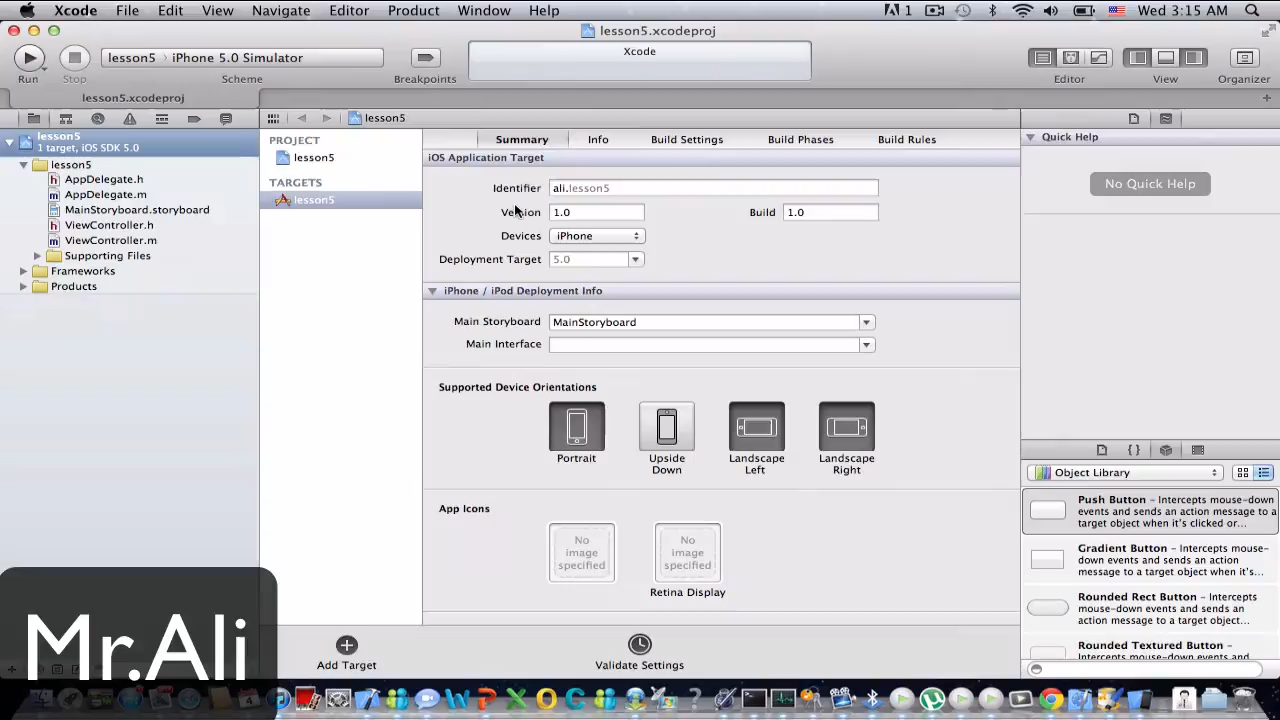 Xcode File Edit View Navigate Editor Product Window Help 1 Wed 3:15 AM
lesson5.xcodeproj
lesson5 iPhone 5.0 Simulator
Xcode
Run Stop Scheme Breakpoints Editor View Organizer
lesson5.xcodeproj
lesson5
lesson5
1 target, iOS SDK 5.0
lesson5
AppDelegate.h
AppDelegate.m
MainStoryboard.storyboard
ViewController.h
ViewController.m
Supporting Files
Frameworks
Products
PROJECT
lesson5
TARGETS
lesson5
Add Target
Summary Info Build Settings Build Phases Build Rules
iOS Application Target
Identifier ali.lesson5
Version 1.0 Build 1.0
Devices iPhone
Deployment Target 5.0
iPhone / iPod Deployment Info
Main Storyboard MainStoryboard
Main Interface
Supported Device Orientations
Portrait
Upside Down
Landscape Left
Landscape Right
App Icons
No image specified
No image specified
Retina Display
Validate Settings
Quick Help
No Quick Help
Object Library
Push Button – Intercepts mouse-down
events and sends an action message to a
target object when it's clicked or...
Gradient Button – Intercepts mouse-
down events and sends an action
message to a target object when it's...
Rounded Rect Button – Intercepts
mouse-down events and sends an
action message to a target object...
Rounded Textured Button –
Intercepts mouse-down events and
Mr.Ali